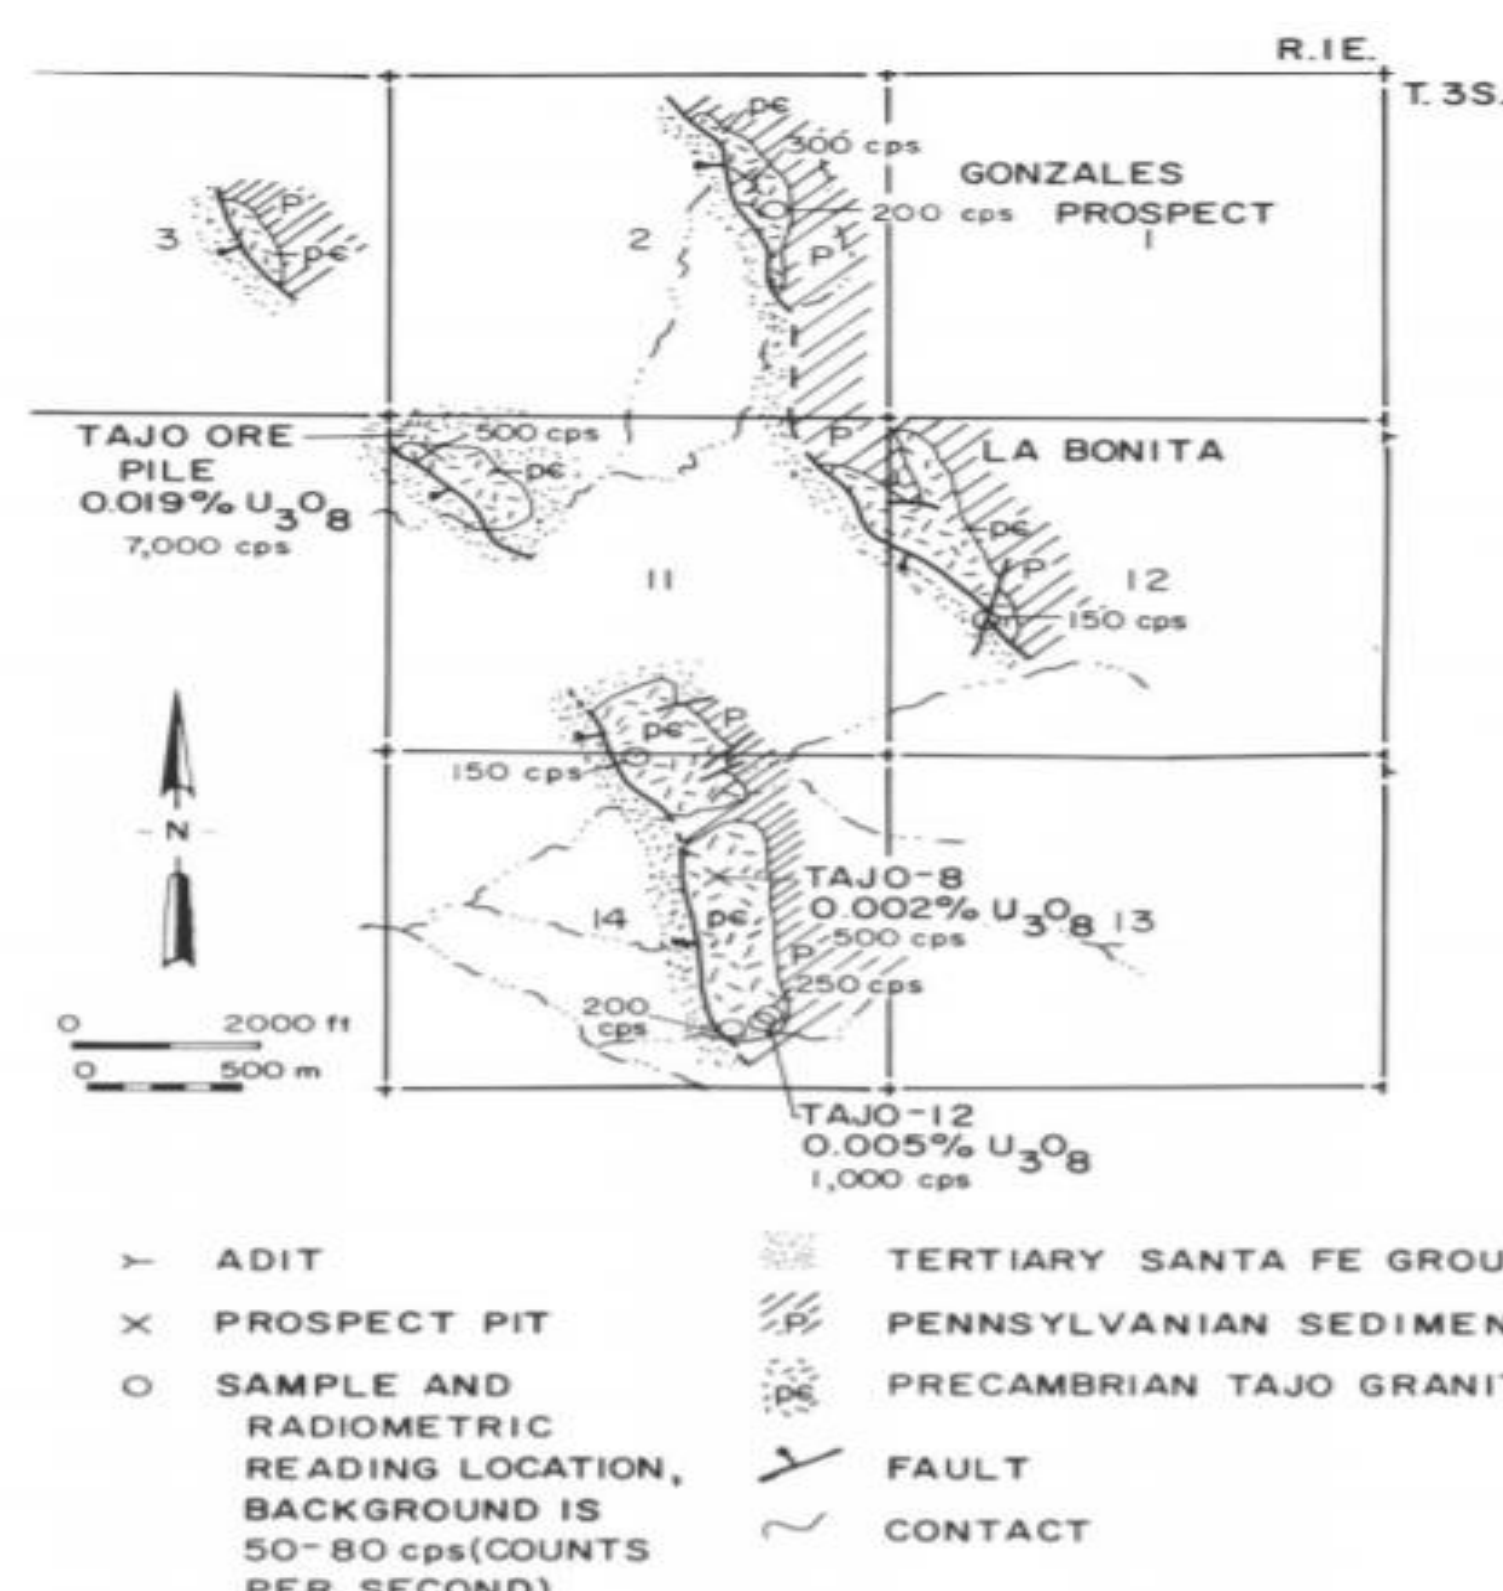 R.1E.
T. 3S.
pЄ
300 cps
GONZALES
200 cps PROSPECT
3
P
pЄ
2
P
1
TAJO ORE
PILE
0.019% U3O8
7,000 cps
500 cps
pЄ
P
LA BONITA
pЄ
P
11
12
150 cps
P
pЄ
150 cps
N
TAJO-8
0.002% U3O8
500 cps
14
pЄ
13
P
250 cps
200
cps
0 2000 ft
0 500 m
TAJO-12
0.005% U3O8
1,000 cps
ADIT
PROSPECT PIT
SAMPLE AND
RADIOMETRIC
READING LOCATION,
BACKGROUND IS
50-80 cps(COUNTS
PER SECOND)
TERTIARY SANTA FE GROU
P
PENNSYLVANIAN SEDIMEN
pЄ
PRECAMBRIAN TAJO GRANIT
FAULT
CONTACT